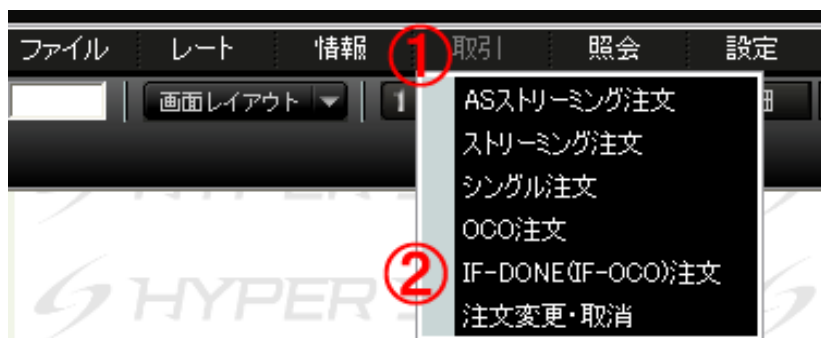 ファイル レート 情報 ① 取引 照会 設定
画面レイアウト 1 細
ASストリーミング注文
ストリーミング注文
シングル注文
OCO注文
② IF-DONE(IF-OCO)注文
注文変更・取消
HYPER